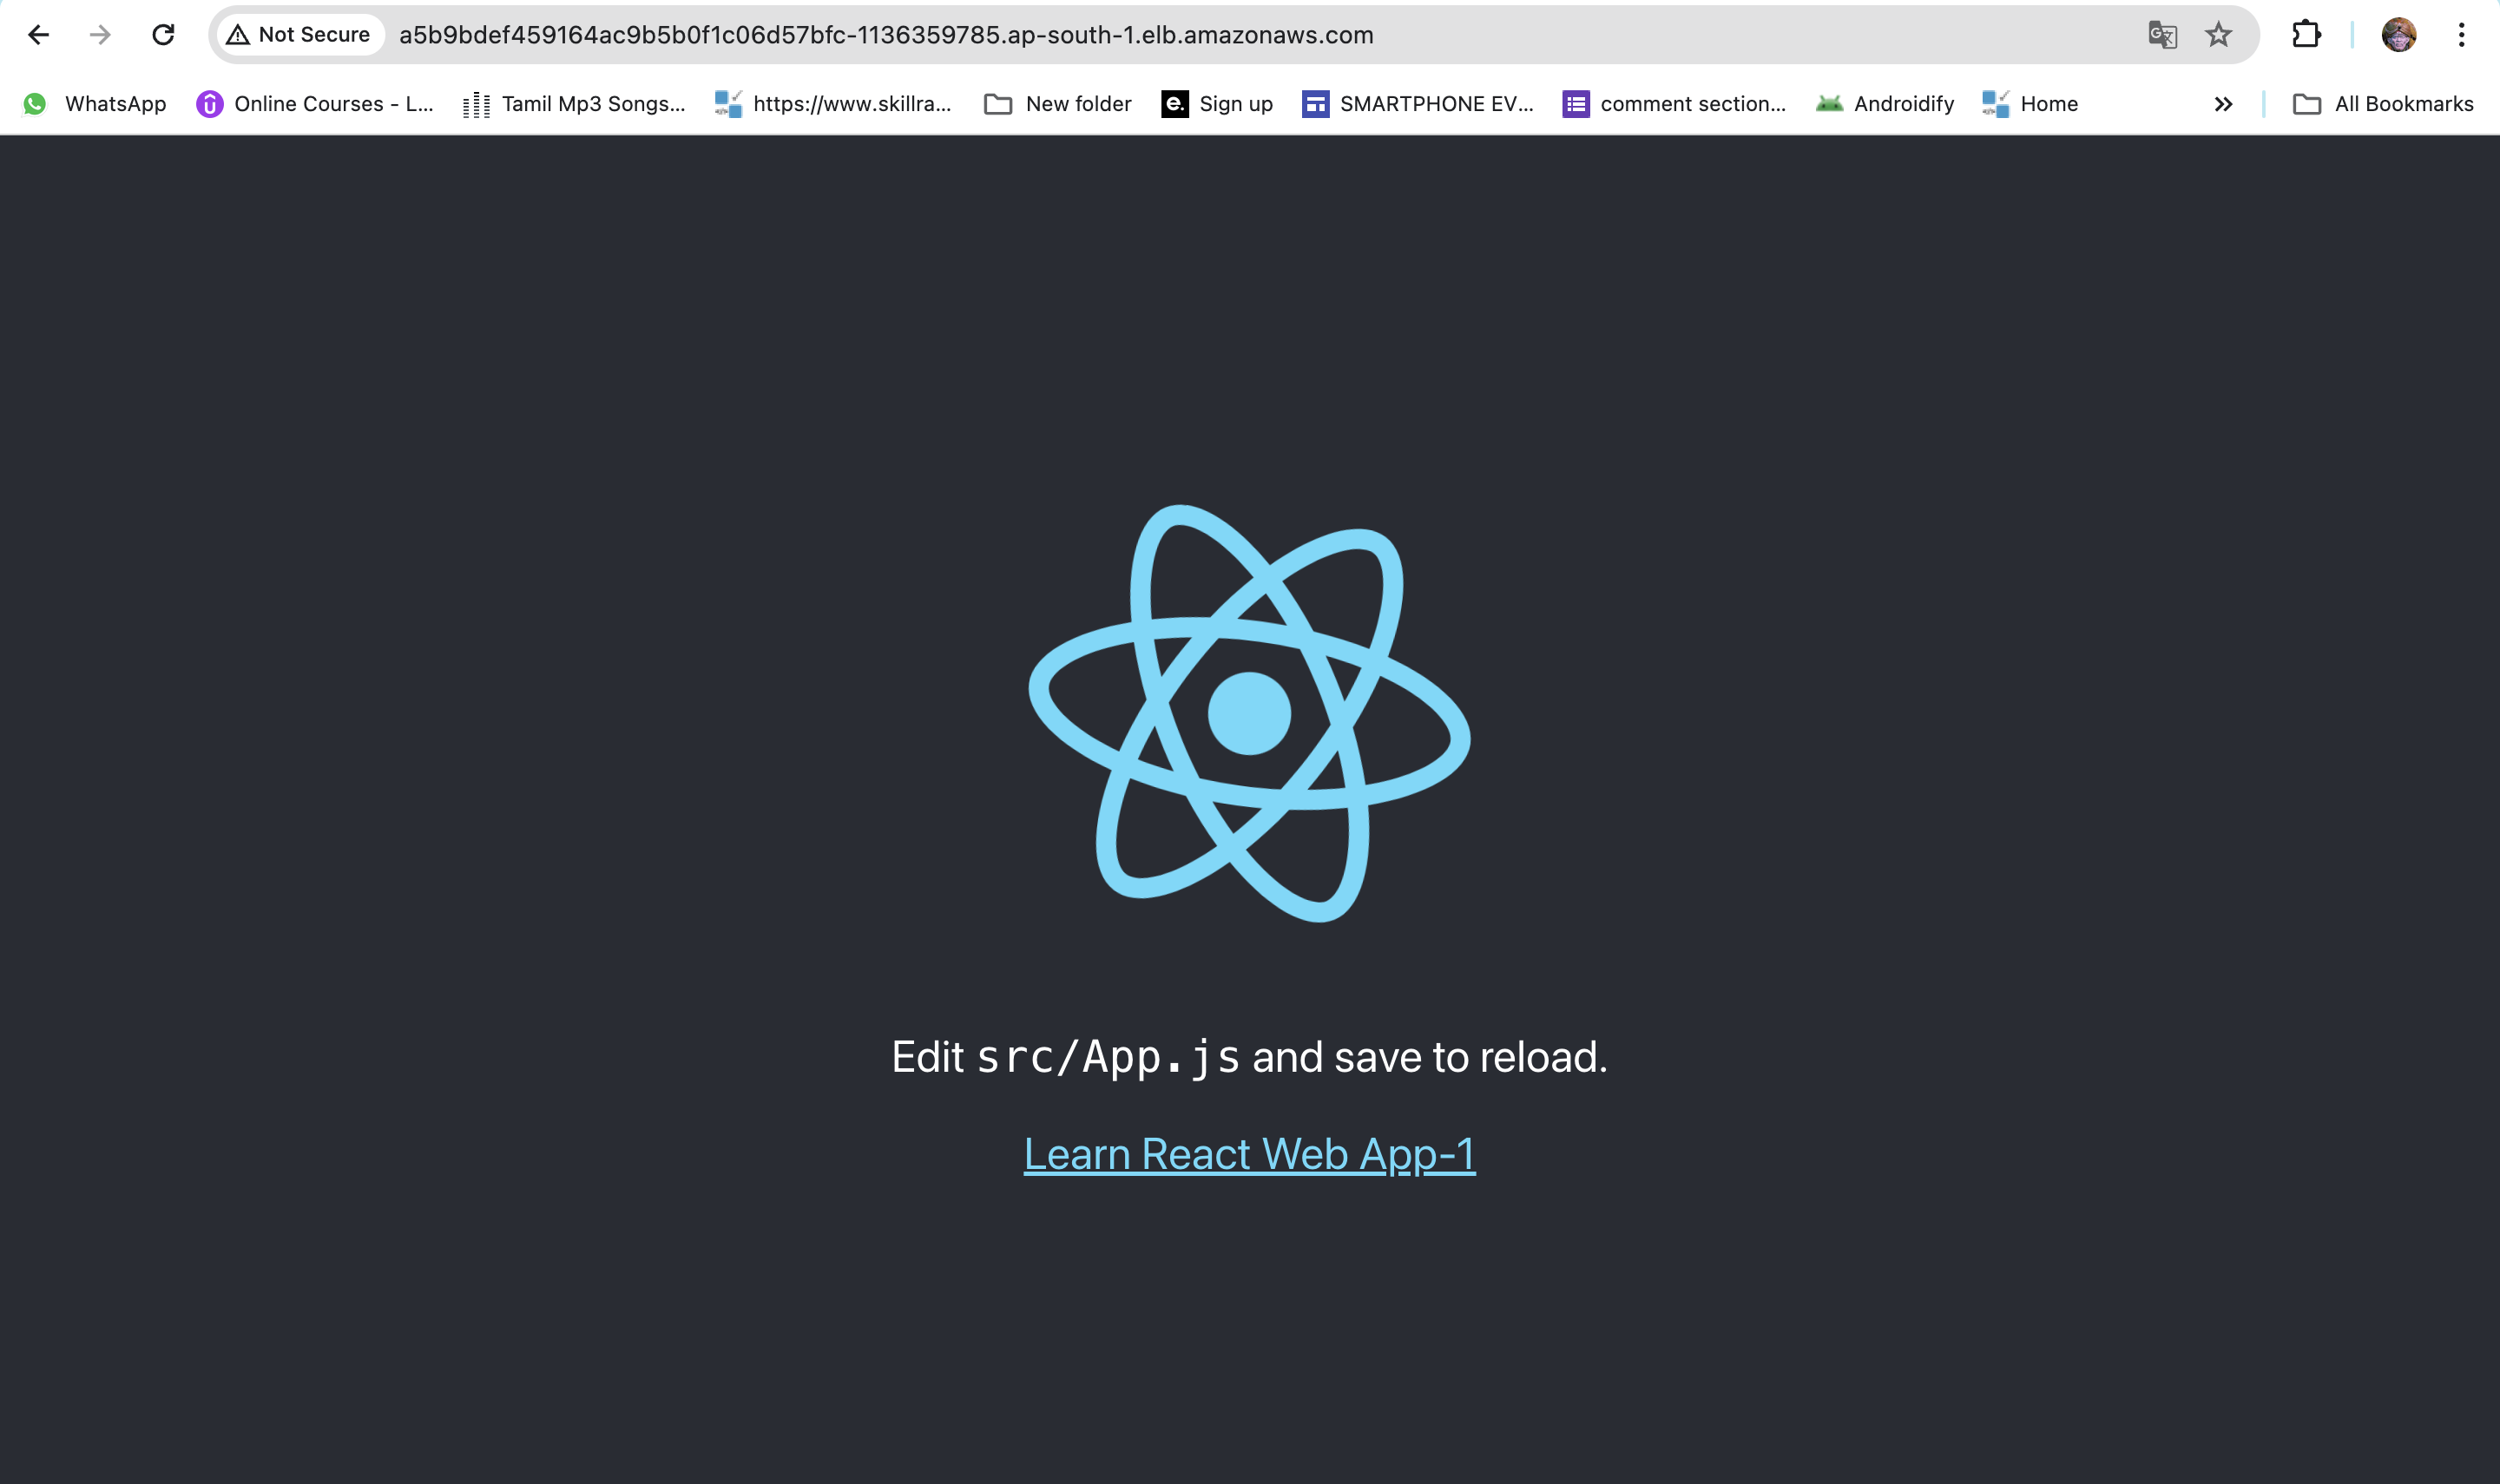 Not Secure a5b9bdef459164ac9b5b0f1c06d57bfc-1136359785.ap-south-1.elb.amazonaws.com
WhatsApp Online Courses - L... Tamil Mp3 Songs... https://www.skillra... New folder e. Sign up SMARTPHONE EV... comment section... Androidify Home All Bookmarks
Edit src/App.js and save to reload.
Learn React Web App-1